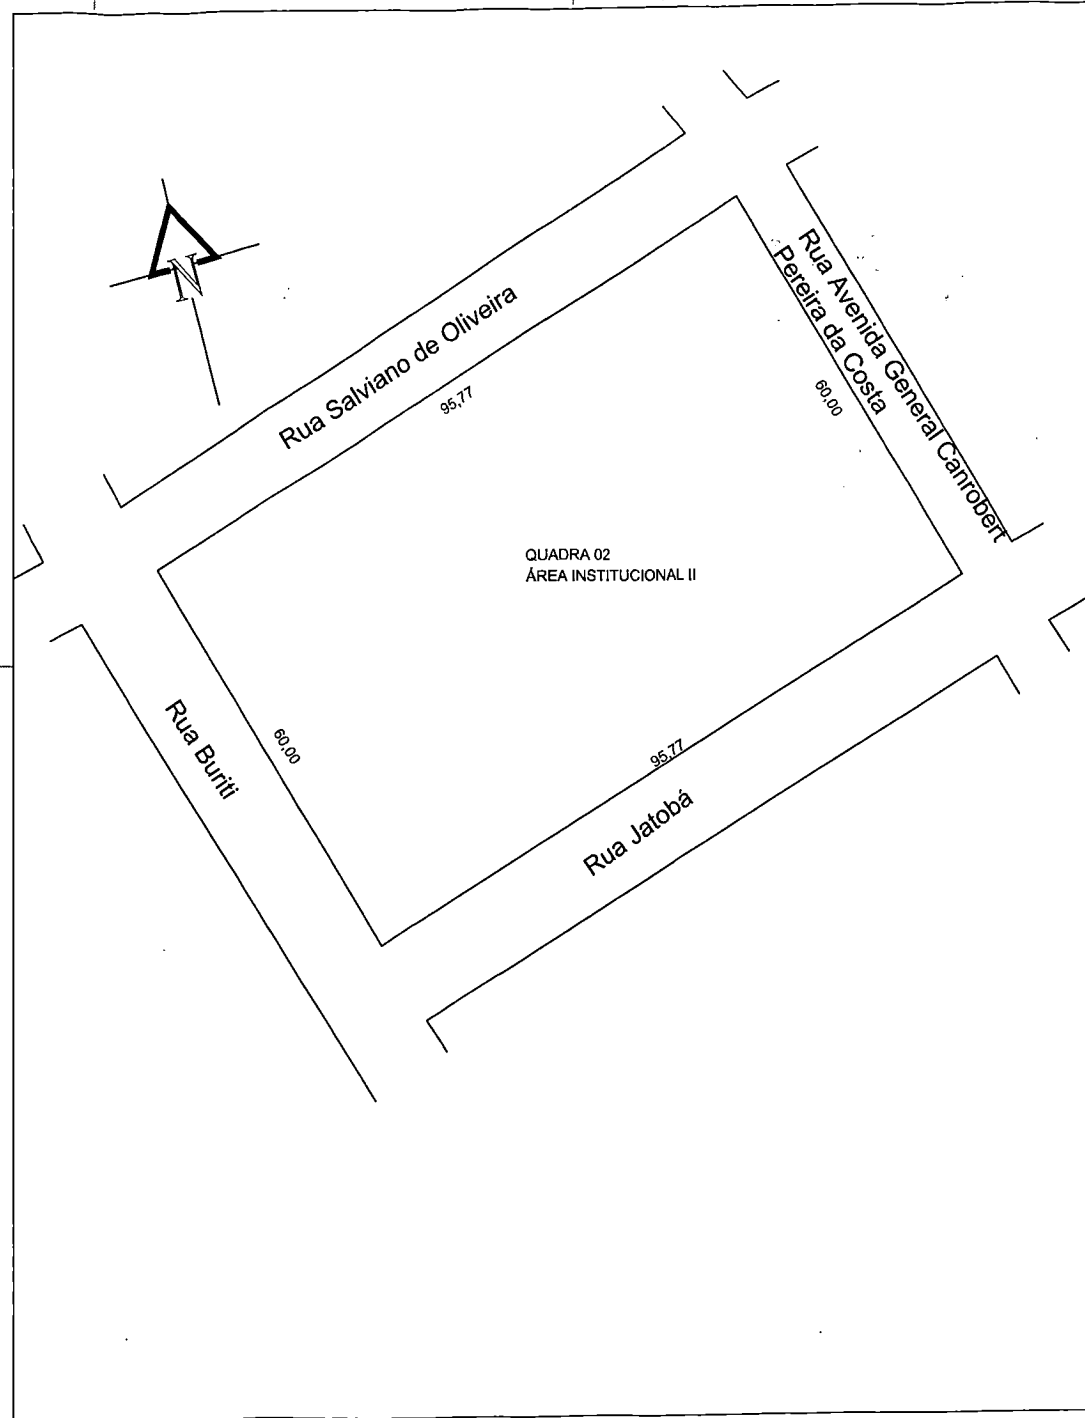 N
Rua Salviano de Oliveira
95,77
Rua Avenida General Canrobert
Pereira da Costa
60,00
QUADRA 02
ÁREA INSTITUCIONAL II
Rua Buriti
60,00
95,77
Rua Jatobá